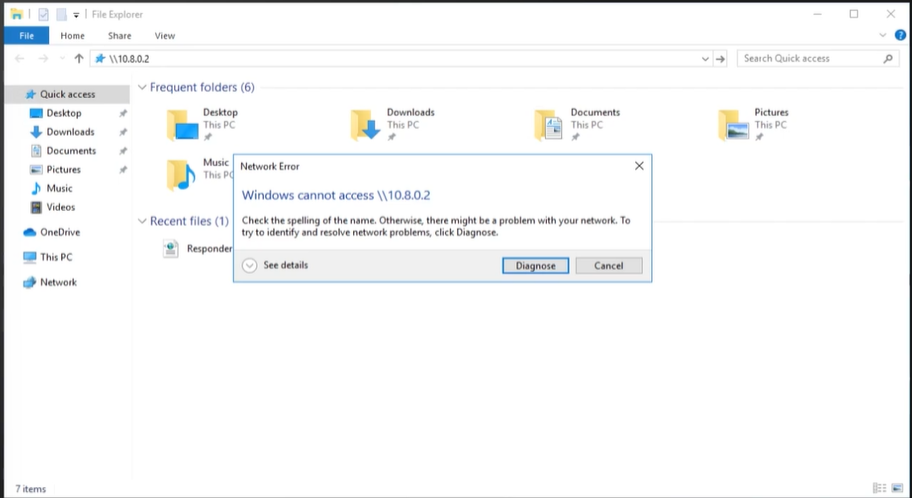 File Explorer
File Home Share View
\\10.8.0.2
Search Quick access
Quick access
Desktop
Downloads
Documents
Pictures
Music
Videos
OneDrive
This PC
Network
Frequent folders (6)
Desktop
This PC
Downloads
This PC
Documents
This PC
Pictures
This PC
Music
This PC
Recent files (1)
Responder
Network Error
Windows cannot access \\10.8.0.2
Check the spelling of the name. Otherwise, there might be a problem with your network. To
try to identify and resolve network problems, click Diagnose.
See details
Diagnose
Cancel
7 items